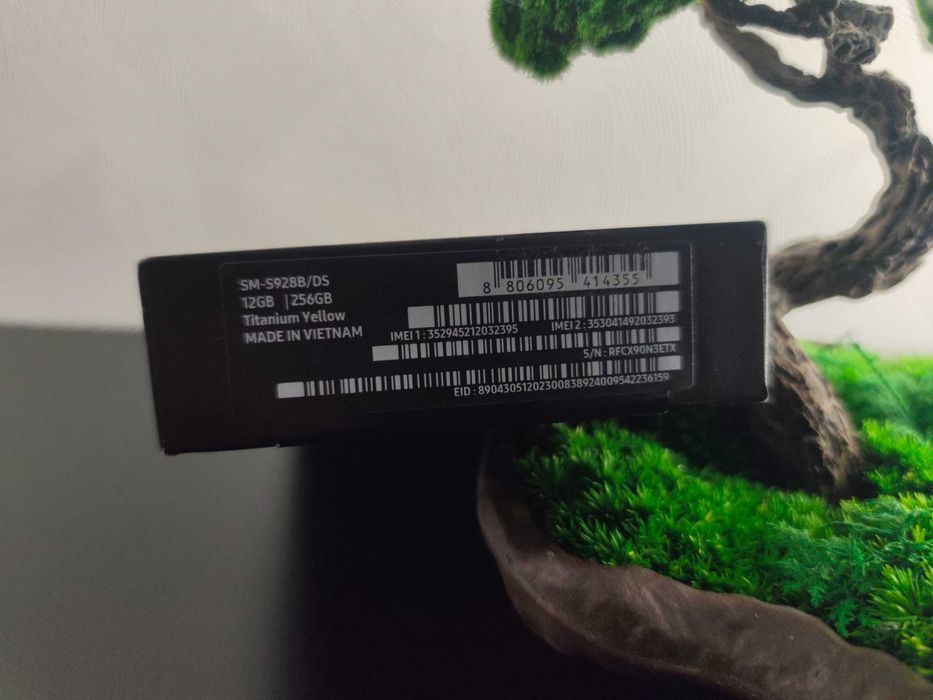 SM-S928B/DS
12GB | 256GB
Titanium Yellow
MADE IN VIETNAM
8 806095 414355
IMEI 1 : 352945212032395
IMEI 2 : 353041492032393
S/N : RFCX90N3ETX
EID : 89043051202300838924009542236159